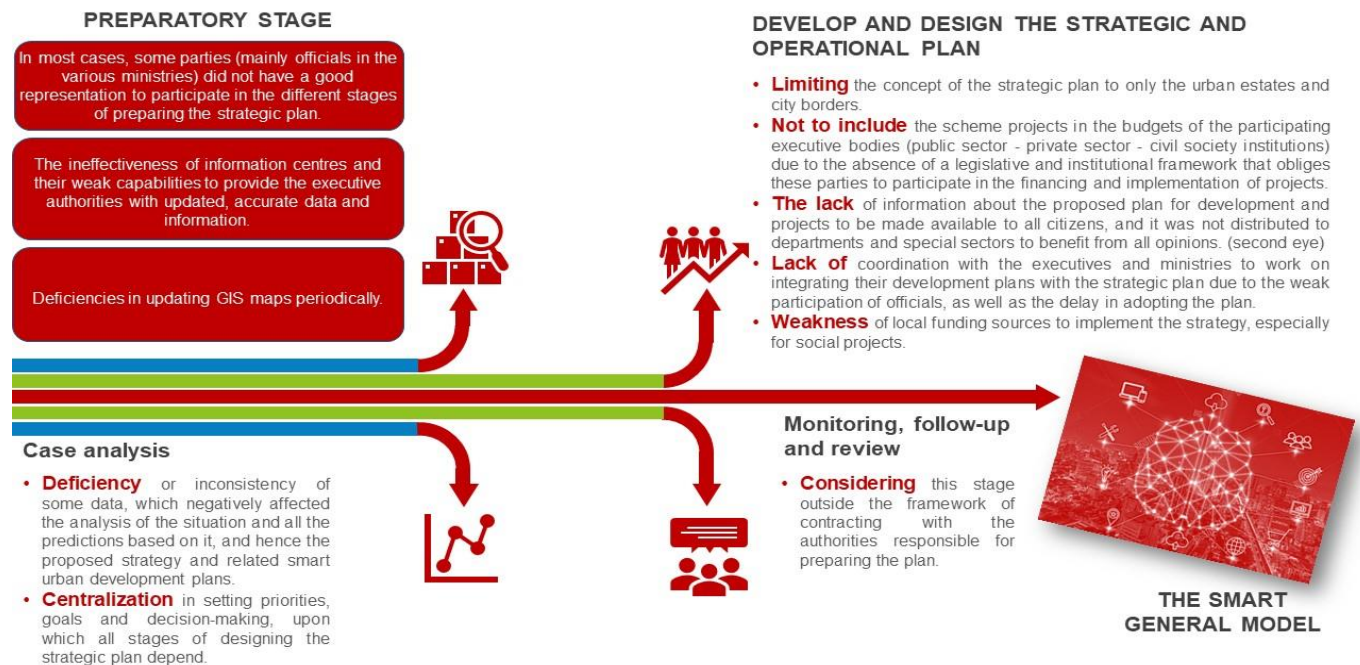 PREPARATORY STAGE
In most cases, some parties (mainly officials in the
various ministries) did not have a good
representation to participate in the different stages
of preparing the strategic plan.
The ineffectiveness of information centres and
their weak capabilities to provide the executive
authorities with updated, accurate data and
information.
Deficiencies in updating GIS maps periodically.
DEVELOP AND DESIGN THE STRATEGIC AND
OPERATIONAL PLAN
• Limiting the concept of the strategic plan to only the urban estates and
city borders.
• Not to include the scheme projects in the budgets of the participating
executive bodies (public sector - private sector - civil society institutions)
due to the absence of a legislative and institutional framework that obliges
these parties to participate in the financing and implementation of projects.
• The lack of information about the proposed plan for development and
projects to be made available to all citizens, and it was not distributed to
departments and special sectors to benefit from all opinions. (second eye)
• Lack of coordination with the executives and ministries to work on
integrating their development plans with the strategic plan due to the weak
participation of officials, as well as the delay in adopting the plan.
• Weakness of local funding sources to implement the strategy, especially
for social projects.
Case analysis
• Deficiency or inconsistency of
some data, which negatively affected
the analysis of the situation and all the
predictions based on it, and hence the
proposed strategy and related smart
urban development plans.
• Centralization in setting priorities,
goals and decision-making, upon
which all stages of designing the
strategic plan depend.
Monitoring, follow-up
and review
• Considering this stage
outside the framework of
contracting with the
authorities responsible for
preparing the plan.
THE SMART
GENERAL MODEL